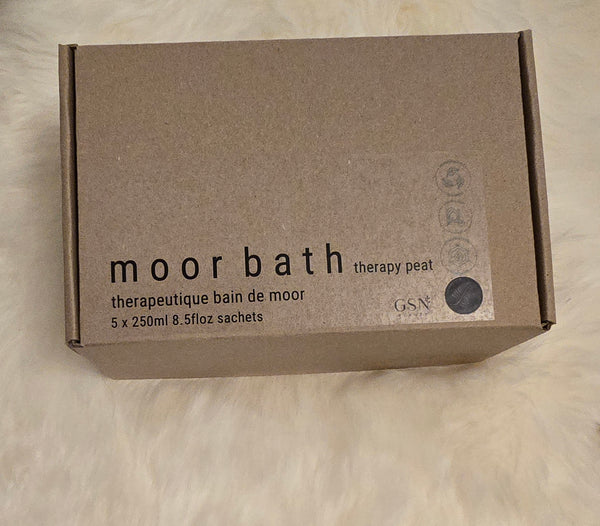 moor bath therapy peat
therapeutique bain de moor
5 x 250ml 8.5floz sachets
GSN